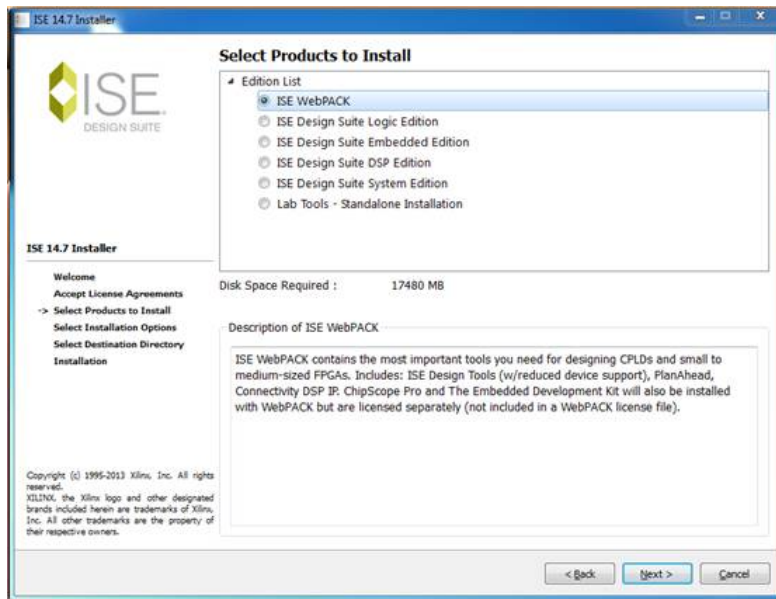 ISE 14.7 Installer
ISE
DESIGN SUITE
Select Products to Install
Edition List
ISE WebPACK
ISE Design Suite Logic Edition
ISE Design Suite Embedded Edition
ISE Design Suite DSP Edition
ISE Design Suite System Edition
Lab Tools - Standalone Installation
ISE 14.7 Installer
Welcome
Accept License Agreements
-> Select Products to Install
Select Installation Options
Select Destination Directory
Installation
Disk Space Required : 17480 MB
Description of ISE WebPACK
ISE WebPACK contains the most important tools you need for designing CPLDs and small to
medium-sized FPGAs. Includes: ISE Design Tools (w/reduced device support), PlanAhead,
Connectivity DSP IP. ChipScope Pro and The Embedded Development Kit will also be installed
with WebPACK but are licensed separately (not included in a WebPACK license file).
Copyright (c) 1995-2013 Xilinx, Inc. All rights
reserved.
XILINX, the Xilinx logo and other designated
brands included herein are trademarks of Xilinx,
Inc. All other trademarks are the property of
their respective owners.
< Back
Next >
Cancel